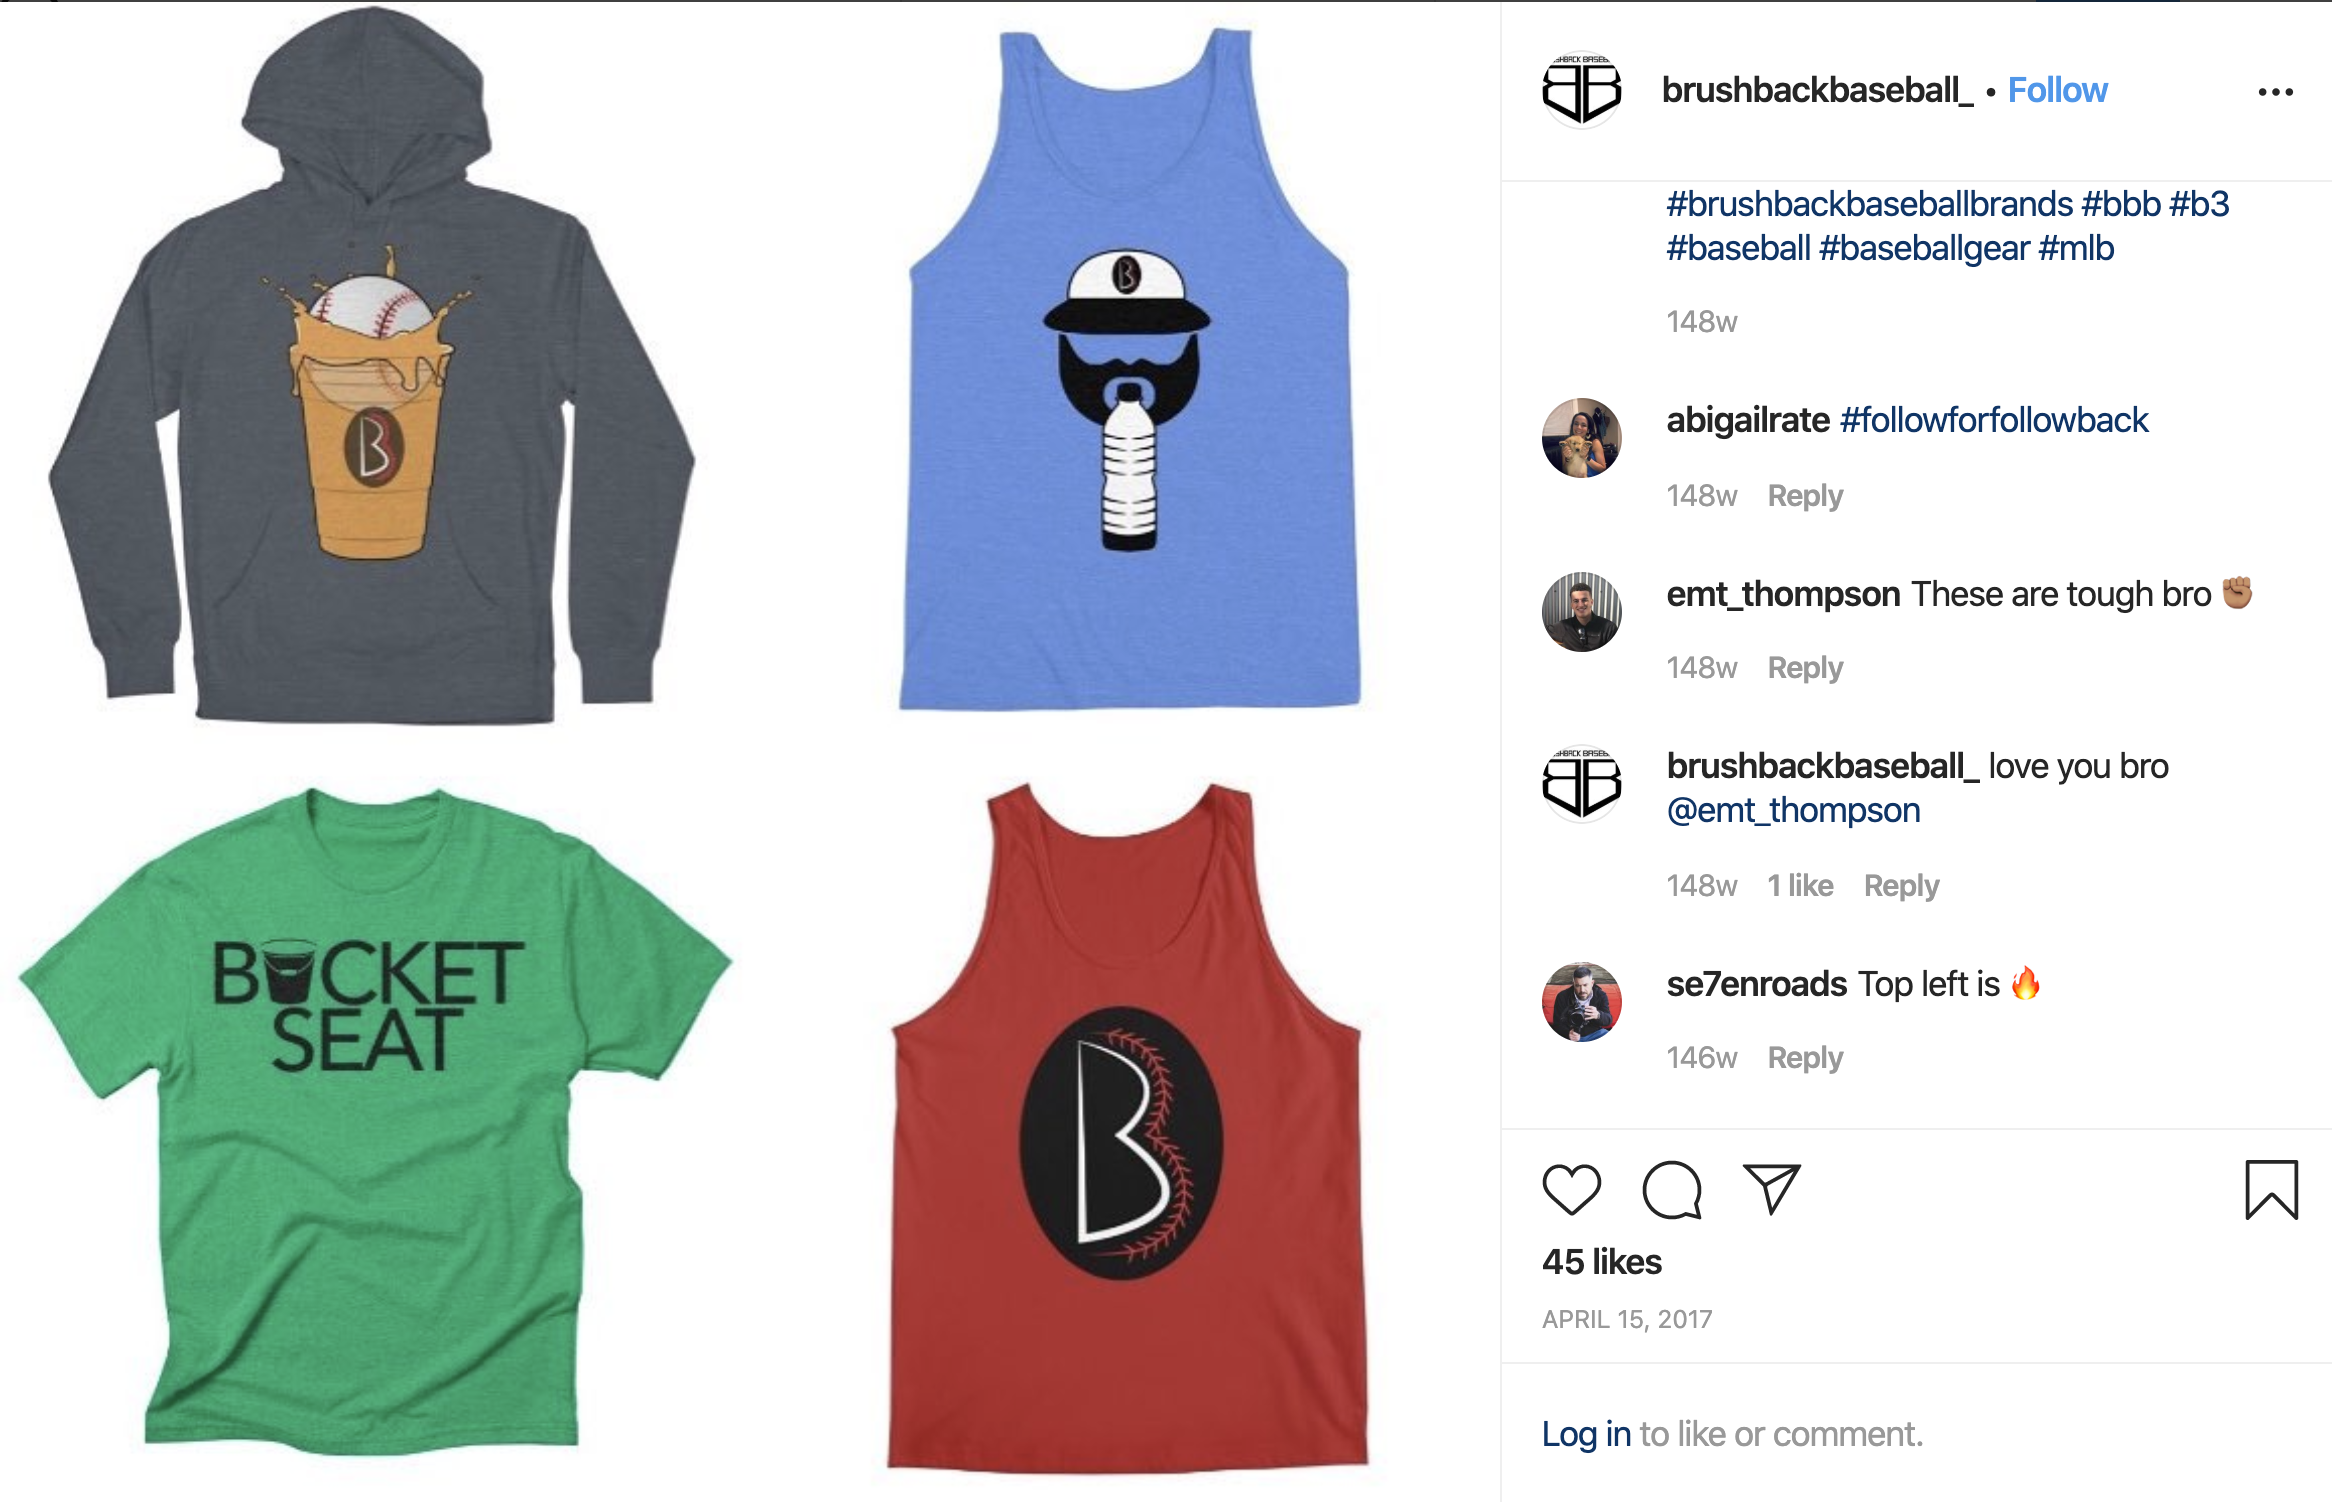 B
B
BUCKET
SEAT
B
brushbackbaseball_ • Follow
#brushbackbaseballbrands #bbb #b3
#baseball #baseballgear #mlb
148w
abigailrate #followforfollowback
148w Reply
emt_thompson These are tough bro ✊🏽
148w Reply
brushbackbaseball_ love you bro
@emt_thompson
148w 1 like Reply
se7enroads Top left is 🔥
146w Reply
45 likes
APRIL 15, 2017
Log in to like or comment.